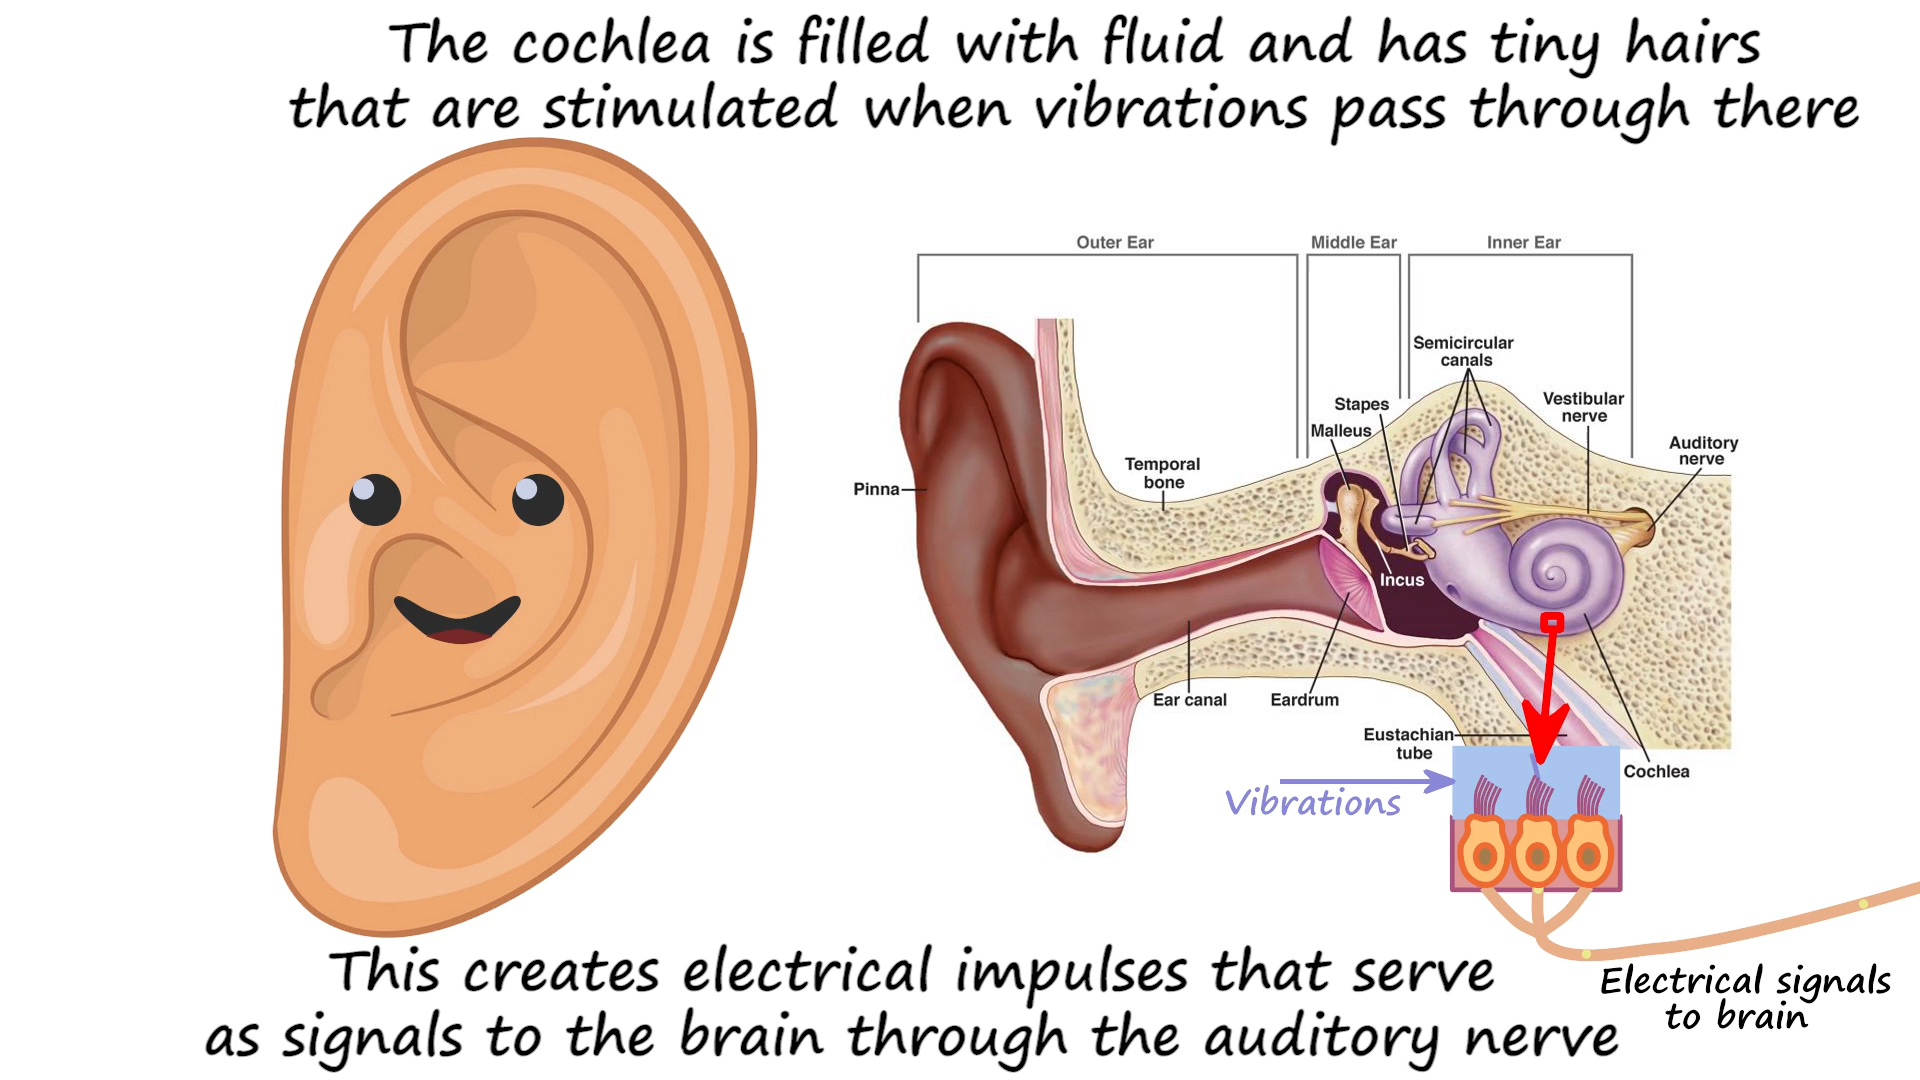 The cochlea is filled with fluid and has tiny hairs
that are stimulated when vibrations pass through there
Outer Ear
Middle Ear
Inner Ear
Semicircular
canals
Stapes
Malleus
Vestibular
nerve
Auditory
nerve
Temporal
bone
Pinna
Incus
Ear canal
Eardrum
Eustachian
tube
Cochlea
Vibrations
This creates electrical impulses that serve
as signals to the brain through the auditory nerve
Electrical signals
to brain